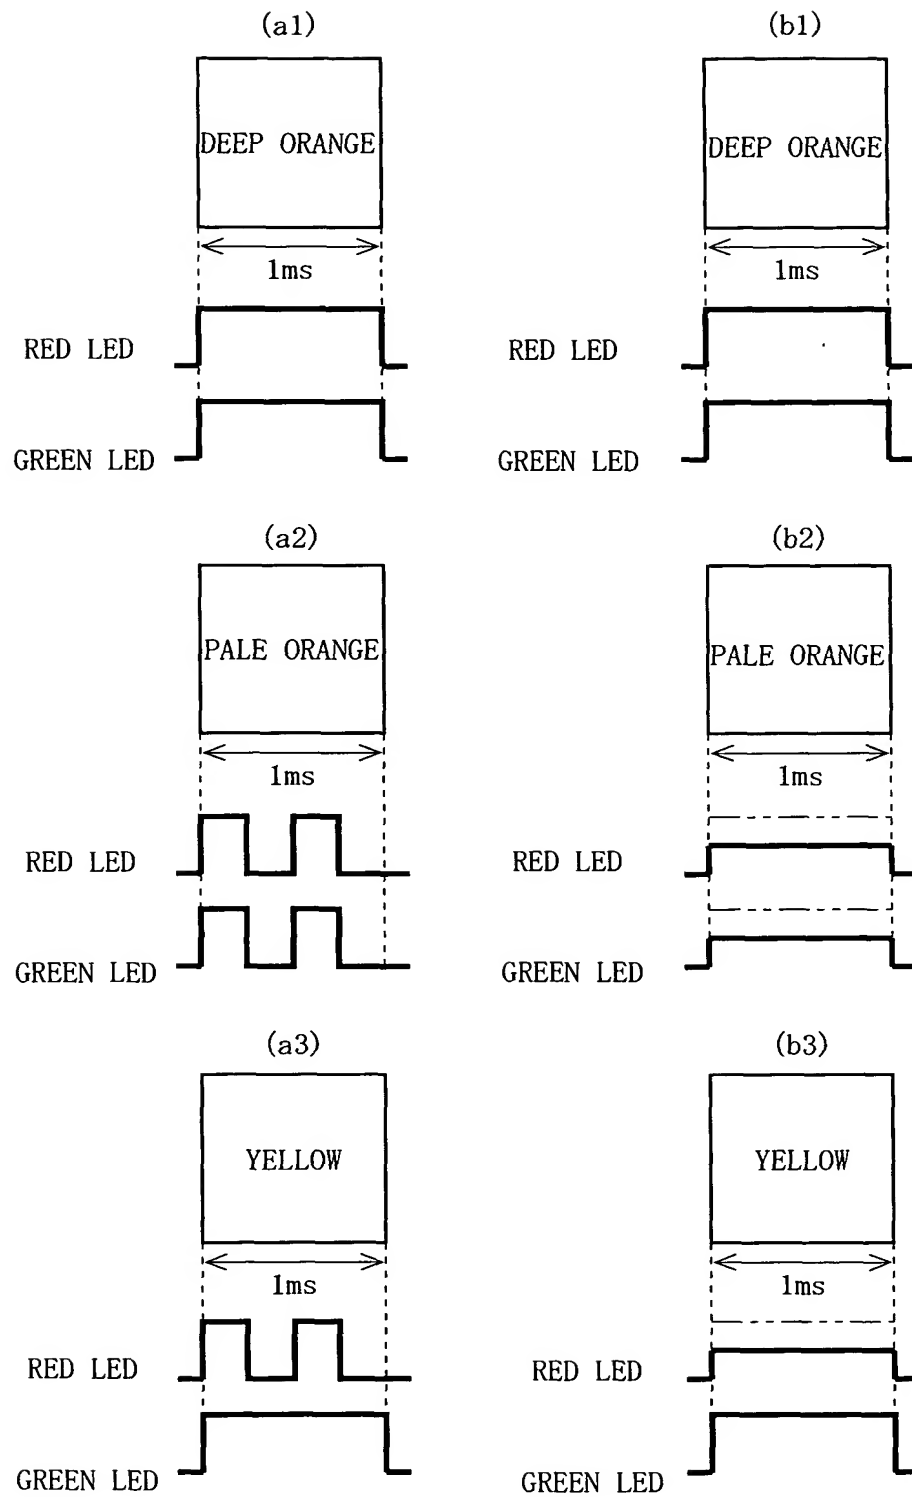 (a1)
DEEP ORANGE
1ms
RED LED
GREEN LED
(b1)
DEEP ORANGE
1ms
RED LED
GREEN LED
(a2)
PALE ORANGE
1ms
RED LED
GREEN LED
(b2)
PALE ORANGE
1ms
RED LED
GREEN LED
(a3)
YELLOW
1ms
RED LED
GREEN LED
(b3)
YELLOW
1ms
RED LED
GREEN LED